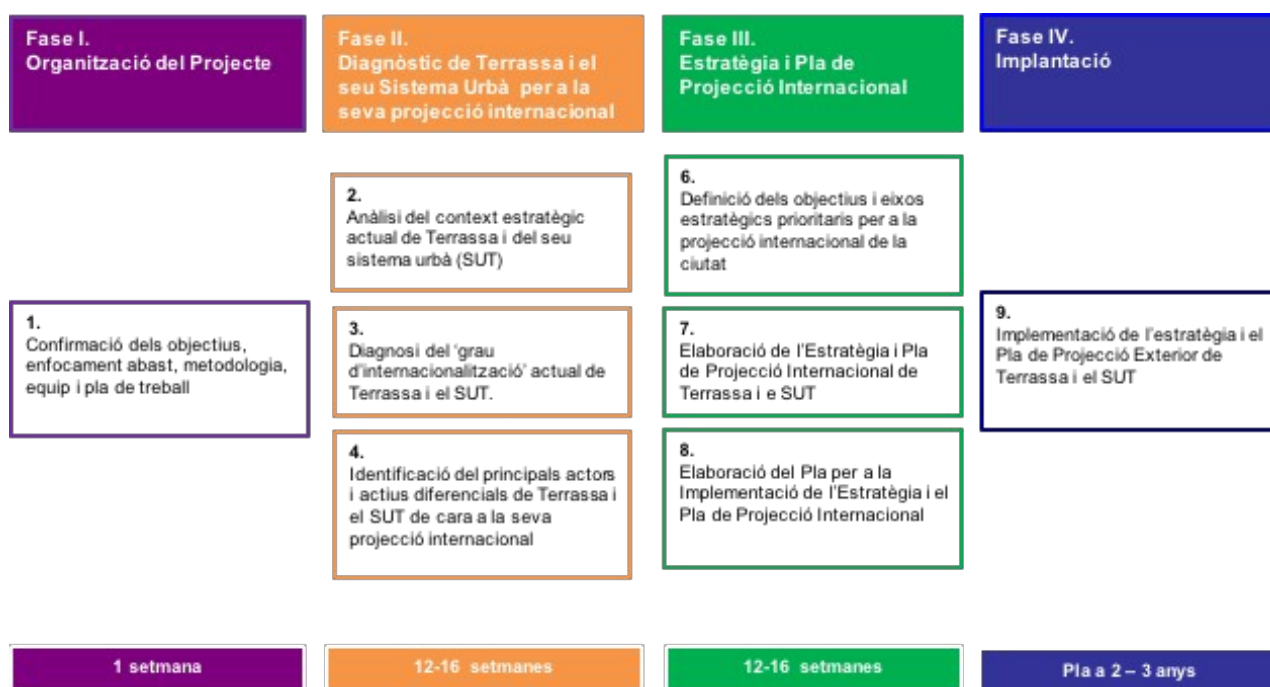 Fase I.
Organització del Projecte
Fase II.
Diagnòstic de Terrassa i el
seu Sistema Urbà per a la
seva projecció internacional
Fase III.
Estratègia i Pla de
Projecció Internacional
Fase IV.
Implantació
1.
Confirmació dels objectius,
enfocament abast, metodologia,
equip i pla de treball
2.
Anàlisi del context estratègic
actual de Terrassa i del seu
sistema urbà (SUT)
3.
Diagnosi del ‘grau
d’internacionalització’ actual de
Terrassa i el SUT.
4.
Identificació del principals actors
i actius diferencials de Terrassa i
el SUT de cara a la seva
projecció internacional
6.
Definició dels objectius i eixos
estratègics prioritaris per a la
projecció internacional de la
ciutat
7.
Elaboració de l’Estratègia i Pla
de Projecció Internacional de
Terrassa i e SUT
8.
Elaboració del Pla per a la
Implementació de l’Estratègia i el
Pla de Projecció Internacional
9.
Implementació de l’estratègia i el
Pla de Projecció Exterior de
Terrassa i el SUT
1 setmana
12-16 setmanes
12-16 setmanes
Pla a 2 – 3 anys